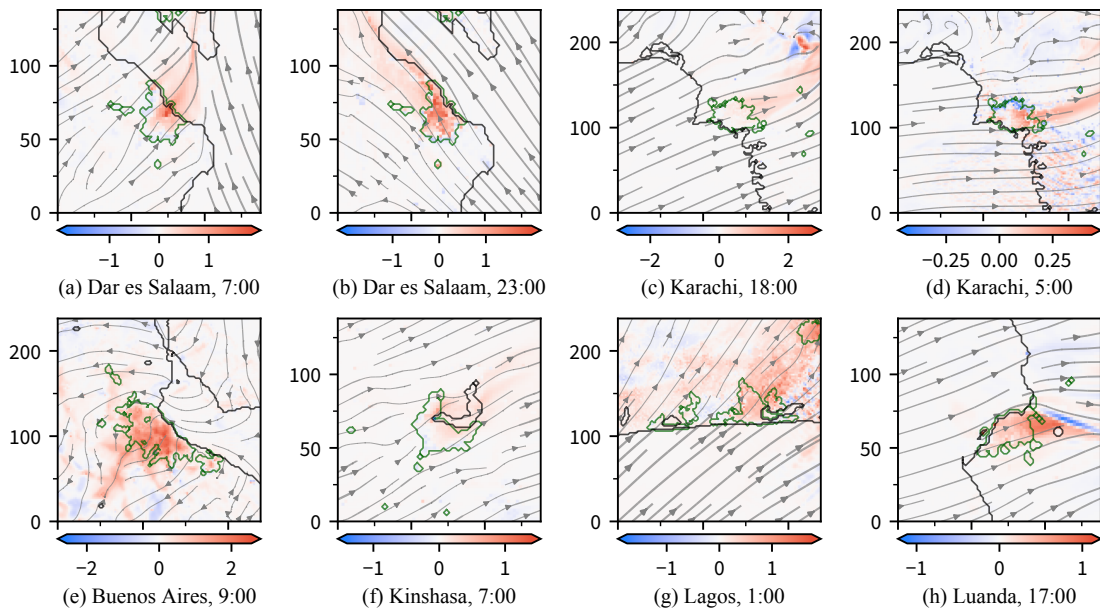 100
50
0
−1 0 1
(a) Dar es Salaam, 7:00
100
50
0
−1 0 1
(b) Dar es Salaam, 23:00
200
100
0
−2 0 2
(c) Karachi, 18:00
200
100
0
−0.25 0.00 0.25
(d) Karachi, 5:00
200
100
0
−2 0 2
(e) Buenos Aires, 9:00
100
50
0
−5 0 5
(f) Kinshasa, 7:00
200
100
0
−1 0 1
(g) Lagos, 1:00
100
50
0
−1 0 1
(h) Luanda, 17:00